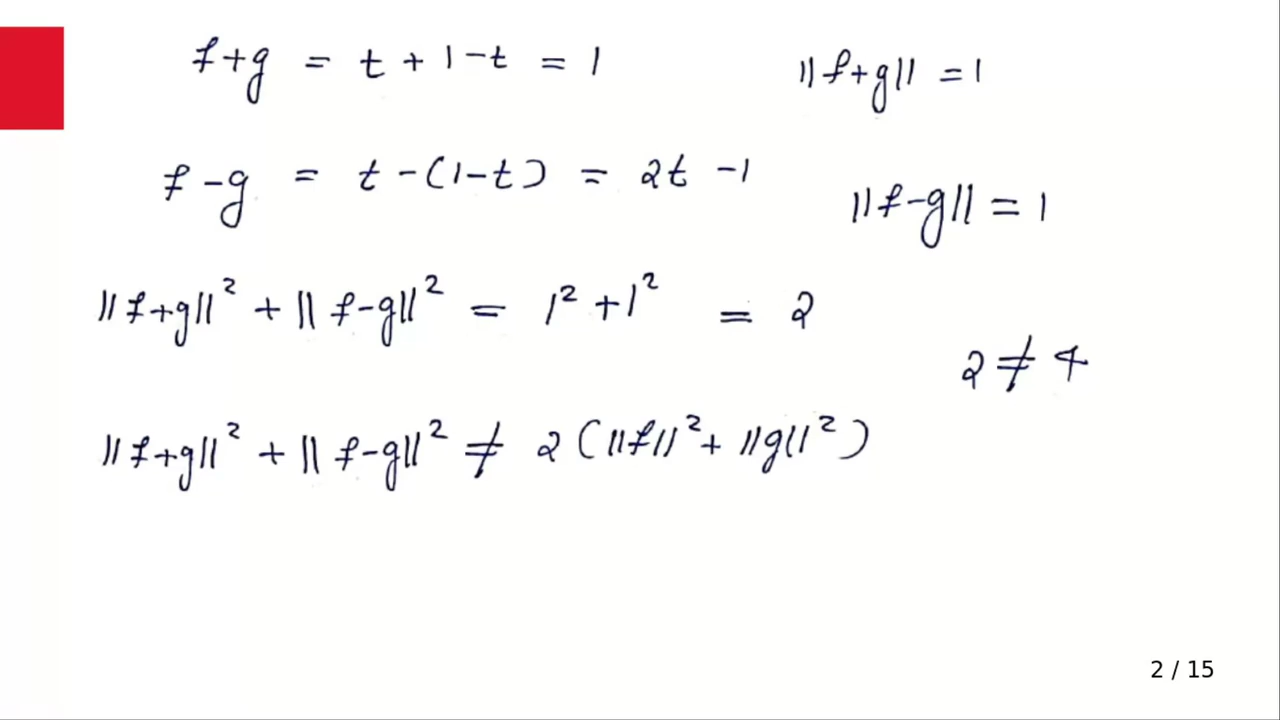 f+g = t + 1-t = 1 ||f+g|| = 1
f-g = t-(1-t) = 2t -1 ||f-g|| = 1
||f+g||² + ||f-g||² = 1² +1² = 2
2 ≠ 4
||f+g||² + ||f-g||² ≠ 2 (||f||² + ||g||²)
2 / 15